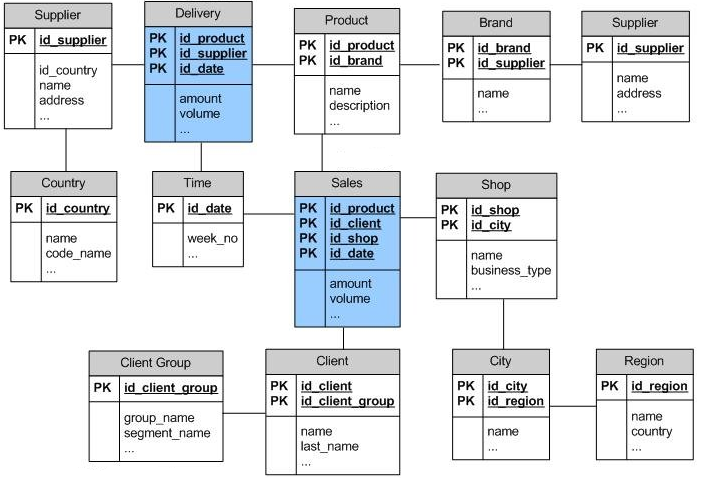 Supplier
PK id_supplier
id_country
name
address
...
Delivery
PK id_product
PK id_supplier
PK id_date
amount
volume
...
Product
PK id_product
PK id_brand
name
description
...
Brand
PK id_brand
PK id_supplier
name
...
Supplier
PK id_supplier
name
address
...
Country
PK id_country
name
code_name
...
Time
PK id_date
week_no
...
Sales
PK id_product
PK id_client
PK id_shop
PK id_date
amount
volume
...
Shop
PK id_shop
PK id_city
name
business_type
...
Client Group
PK id_client_group
group_name
segment_name
...
Client
PK id_client
PK id_client_group
name
last_name
...
City
PK id_city
PK id_region
name
...
Region
PK id_region
name
country
...